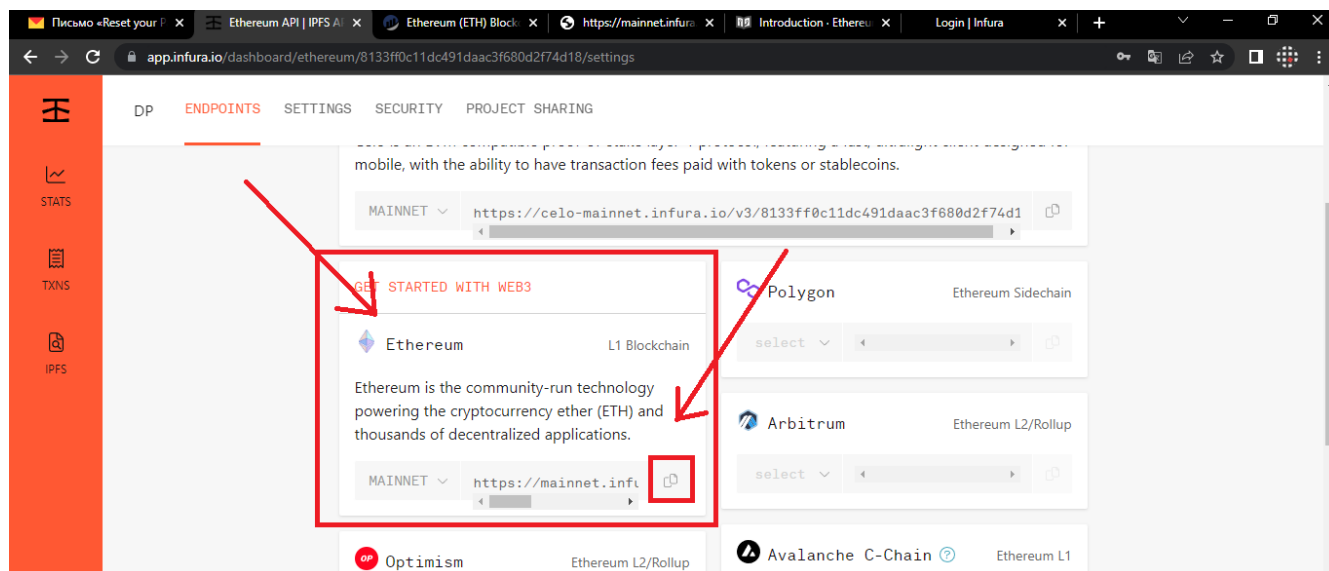 Письмо «Reset your P
Ethereum API | IPFS AP
Ethereum (ETH) Block
https://mainnet.infura
Introduction - Ethereu
Login | Infura
app.infura.io/dashboard/ethereum/8133ff0c11dc491daac3f680d2f74d18/settings
DP ENDPOINTS SETTINGS SECURITY PROJECT SHARING
STATS
TXNS
IPFS
mobile, with the ability to have transaction fees paid with tokens or stablecoins.
MAINNET https://celo-mainnet.infura.io/v3/8133ff0c11dc491daac3f680d2f74d1
GET STARTED WITH WEB3
Ethereum L1 Blockchain
Ethereum is the community-run technology
powering the cryptocurrency ether (ETH) and
thousands of decentralized applications.
MAINNET https://mainnet.infu
Polygon Ethereum Sidechain
select
Arbitrum Ethereum L2/Rollup
select
Optimism Ethereum L2/Rollup
OP
Avalanche C-Chain Ethereum L1